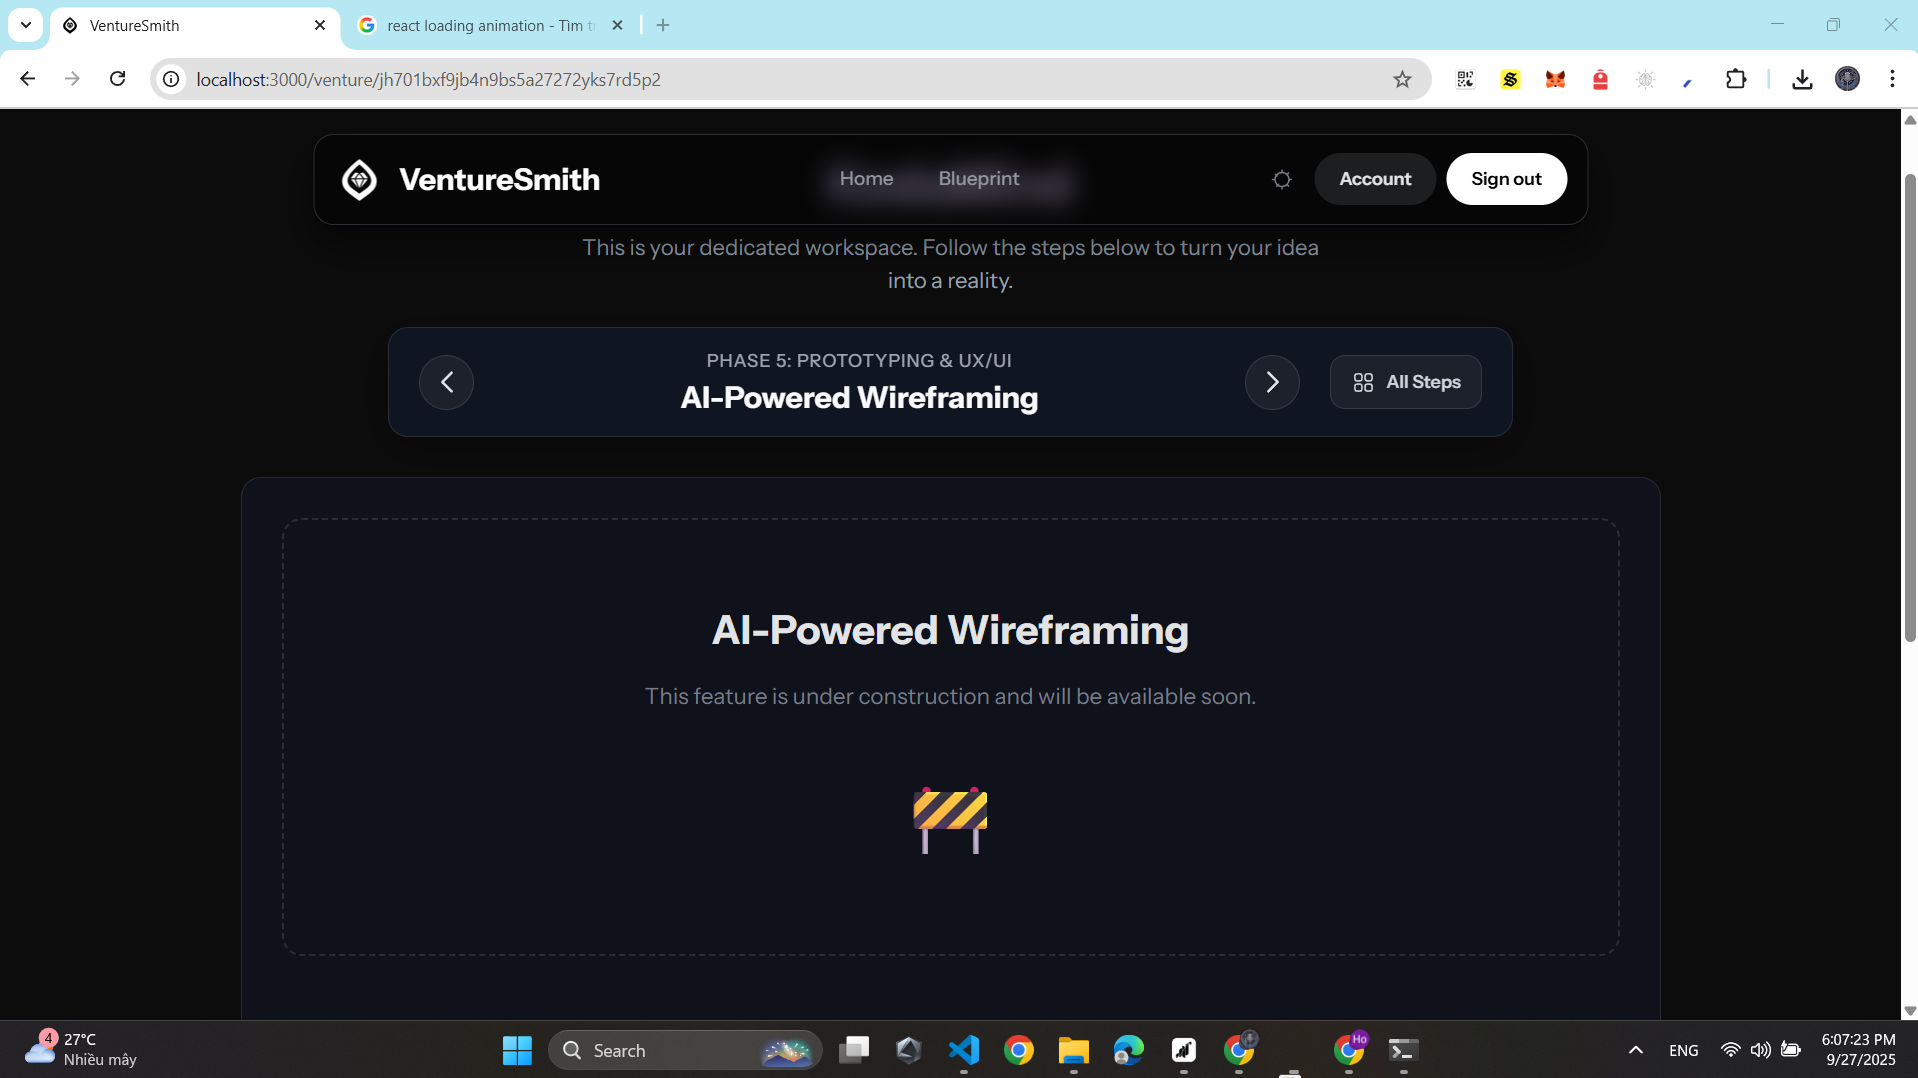 VentureSmith
react loading animation - Tìm t
localhost:3000/venture/jh701bxf9jb4n9bs5a27272yks7rd5p2
VentureSmith
Home
Blueprint
Account
Sign out
This is your dedicated workspace. Follow the steps below to turn your idea
into a reality.
PHASE 5: PROTOTYPING & UX/UI
AI-Powered Wireframing
All Steps
AI-Powered Wireframing
This feature is under construction and will be available soon.
4
27°C
Nhiều mây
Search
Ho
ENG
6:07:23 PM
9/27/2025